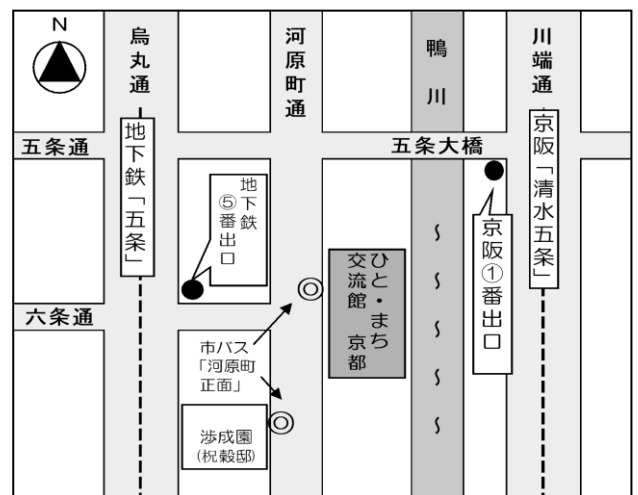 N
烏丸通
河原町通
鴨川
川端通
五条通
五条大橋
地下鉄「五条」
京阪「清水五条」
地下鉄
⑤番出口
京阪①番出口
ひと・まち
交流館 京都
六条通
市バス
「河原町
正面」
渉成園
(枳穀邸)